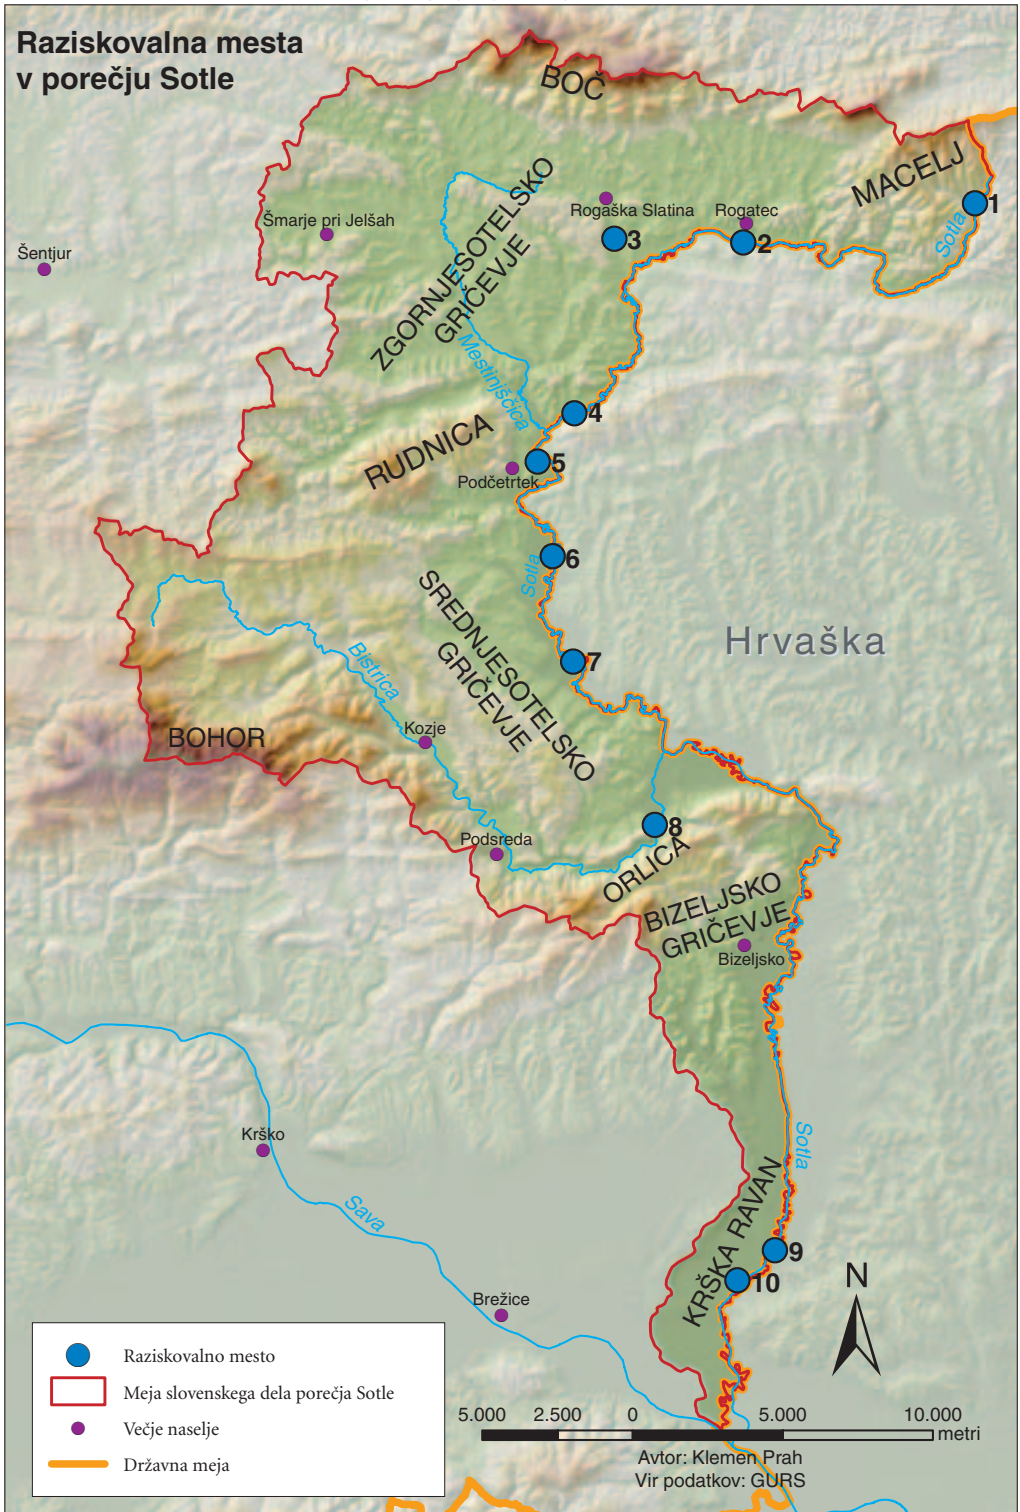 Raziskovalna mesta
v porečju Sotle
BOČ
MACELJ
1
Sotla
ZGORNJESOTELSKO
GRIČEVJE
Rogaška Slatina
Rogatec
Šmarje pri Jelšah
Šentjur
3
2
Mestinjščica
4
RUDNICA
5
Podčetrtek
6
Sotla
SREDNJESOTELSKO
GRIČEVJE
Hrvaška
7
Bistrica
Kozje
BOHOR
8
Podsreda
ORLICA
BIZELJSKO
GRIČEVJE
Bizeljsko
Sotla
Krško
Sava
KRŠKA RAVAN
9
10
N
Brežice
Raziskovalno mesto
Meja slovenskega dela porečja Sotle
Večje naselje
Državna meja
5.000 2.500 0 5.000 10.000
metri
Avtor: Klemen Prah
Vir podatkov: GURS